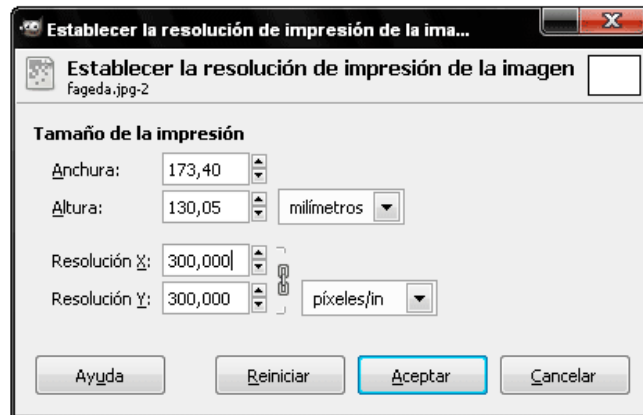 Establecer la resolución de impresión de la ima...
Establecer la resolución de impresión de la imagen
fageda.jpg-2
Tamaño de la impresión
Anchura: 173,40
Altura: 130,05 milímetros
Resolución X: 300,000
Resolución Y: 300,000 píxeles/in
Ayuda Reiniciar Aceptar Cancelar